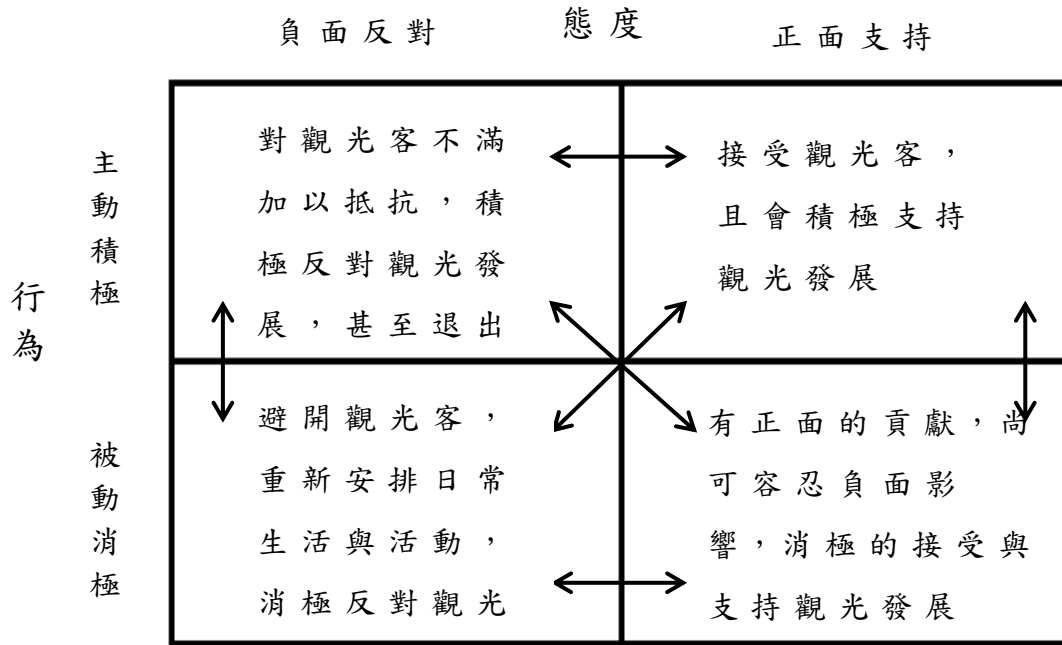 態度
負面反對
正面支持
行為
主動積極
對觀光客不滿
加以抵抗，積
極反對觀光發
展，甚至退出
接受觀光客，
且會積極支持
觀光發展
被動消極
避開觀光客，
重新安排日常
生活與活動，
消極反對觀光
有正面的貢獻，尚
可容忍負面影
響，消極的接受與
支持觀光發展